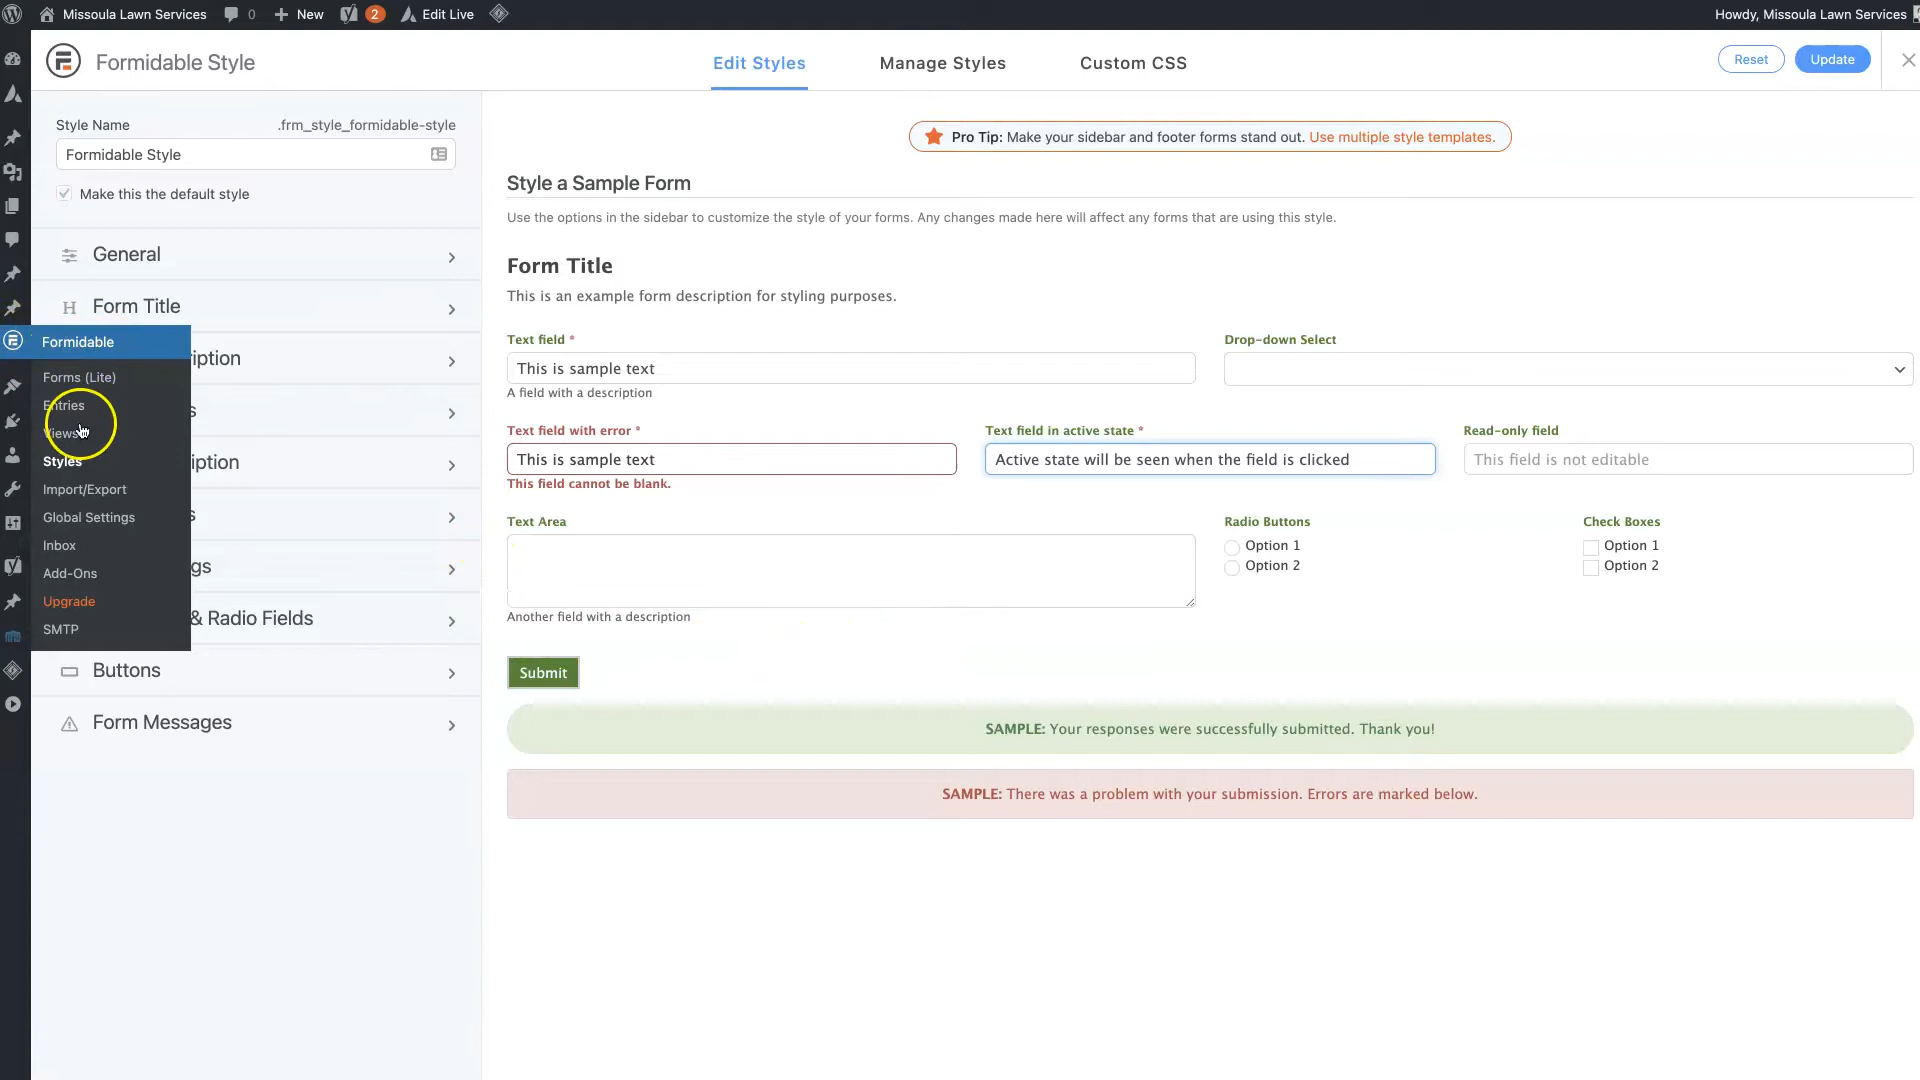 Missoula Lawn Services
0
New
2
Edit Live
Howdy, Missoula Lawn Services
Formidable Style
Edit Styles
Manage Styles
Custom CSS
Reset
Update
Style Name
.frm_style_formidable-style
Formidable Style
Make this the default style
General
H Form Title
iption
s
iption
s
gs
& Radio Fields
Buttons
Form Messages
Formidable
Forms (Lite)
Entries
Views
Styles
Import/Export
Global Settings
Inbox
Add-Ons
Upgrade
SMTP
Pro Tip: Make your sidebar and footer forms stand out. Use multiple style templates.
Style a Sample Form
Use the options in the sidebar to customize the style of your forms. Any changes made here will affect any forms that are using this style.
Form Title
This is an example form description for styling purposes.
Text field *
This is sample text
A field with a description
Drop-down Select
Text field with error *
This is sample text
This field cannot be blank.
Text field in active state *
Active state will be seen when the field is clicked
Read-only field
This field is not editable
Text Area
Another field with a description
Radio Buttons
Option 1
Option 2
Check Boxes
Option 1
Option 2
Submit
SAMPLE: Your responses were successfully submitted. Thank you!
SAMPLE: There was a problem with your submission. Errors are marked below.